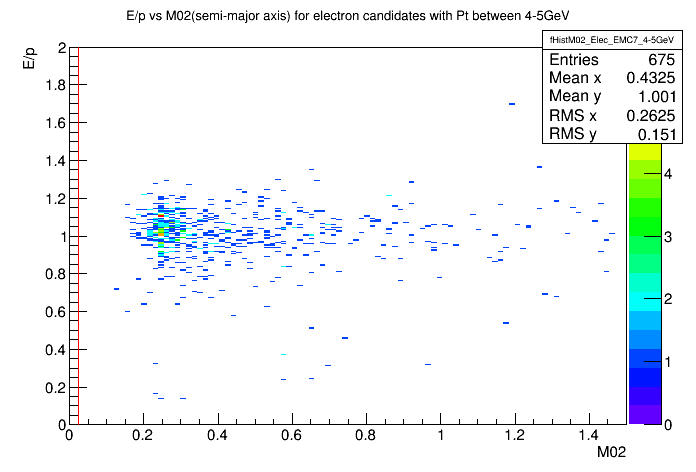 E/p vs M02(semi-major axis) for electron candidates with Pt between 4-5GeV
fHistM02_Elec_EMC7_4-5GeV
Entries 675
Mean x 0.4325
Mean y 1.001
RMS x 0.2625
RMS y 0.151
E/p
2
1.8
1.6
1.4
1.2
1
0.8
0.6
0.4
0.2
0
0 0.2 0.4 0.6 0.8 1 1.2 1.4
M02
4
3
2
1
0